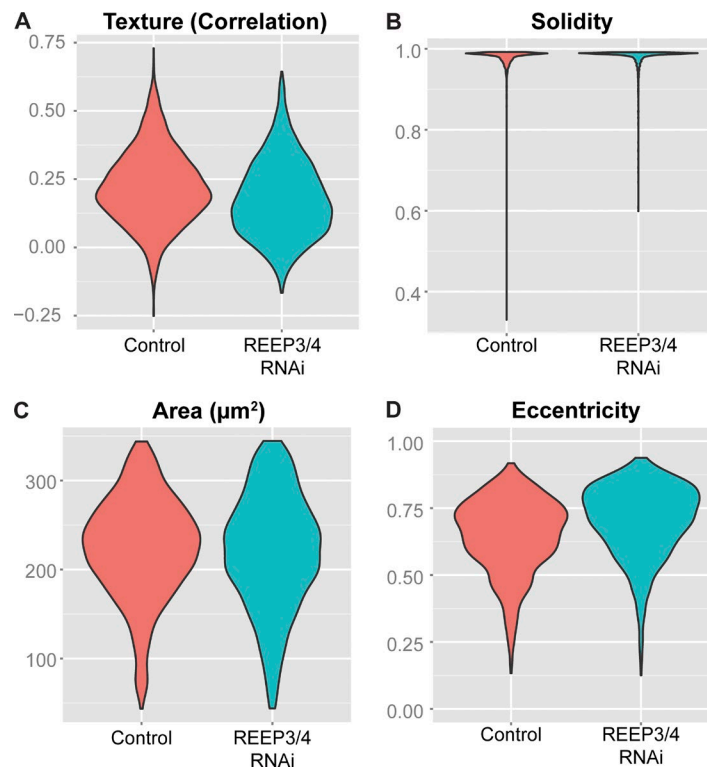 A
Texture (Correlation)
0.75
0.50
0.25
0.00
−0.25
Control
REEP3/4
RNAi
B
Solidity
1.0
0.8
0.6
0.4
Control
REEP3/4
RNAi
C
Area (µm²)
300
200
100
Control
REEP3/4
RNAi
D
Eccentricity
1.00
0.75
0.50
0.25
0.00
Control
REEP3/4
RNAi